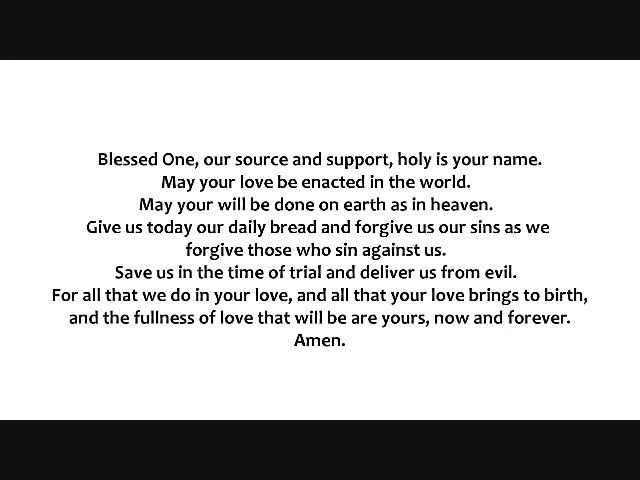 Blessed One, our source and support, holy is your name.
May your love be enacted in the world.
May your will be done on earth as in heaven.
Give us today our daily bread and forgive us our sins as we
forgive those who sin against us.
Save us in the time of trial and deliver us from evil.
For all that we do in your love, and all that your love brings to birth,
and the fullness of love that will be are yours, now and forever.
Amen.